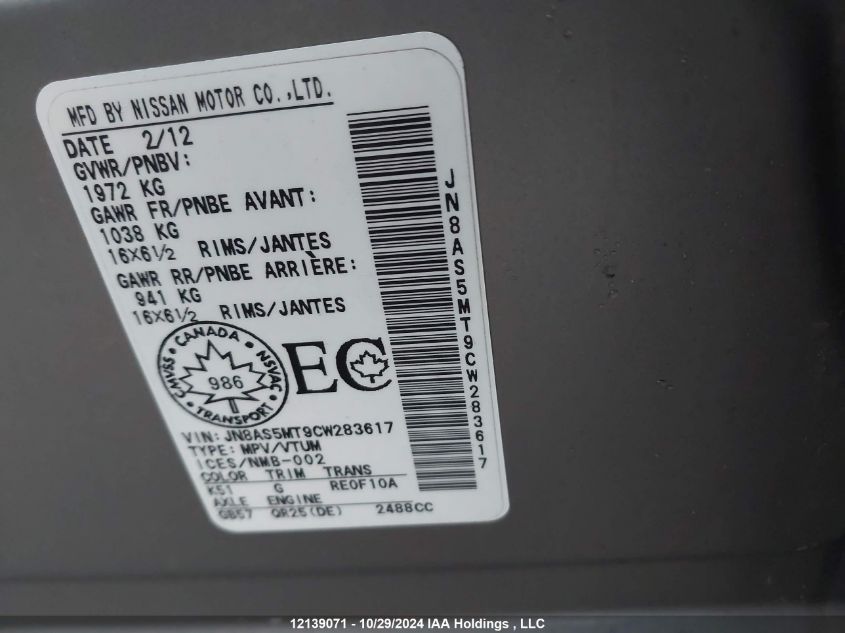 MFD BY NISSAN MOTOR CO.,LTD.
DATE 2/12
GVWR/PNBV:
1972 KG
GAWR FR/PNBE AVANT:
1038 KG
16X6½ RIMS/JANTES
GAWR RR/PNBE ARRIÈRE:
941 KG
16X6½ RIMS/JANTES
CANADA
CMVSS NSVAC
986
TRANSPORT
EC
VIN: JN8AS5MT9CW283617
TYPE: MPV/VTUM
ICES/NMB-002
COLOR TRIM TRANS
K51 G RE0F10A
AXLE ENGINE
GB57 QR25(DE) 2488CC
JN8AS5MT9CW283617
12139071 - 10/29/2024 IAA Holdings , LLC